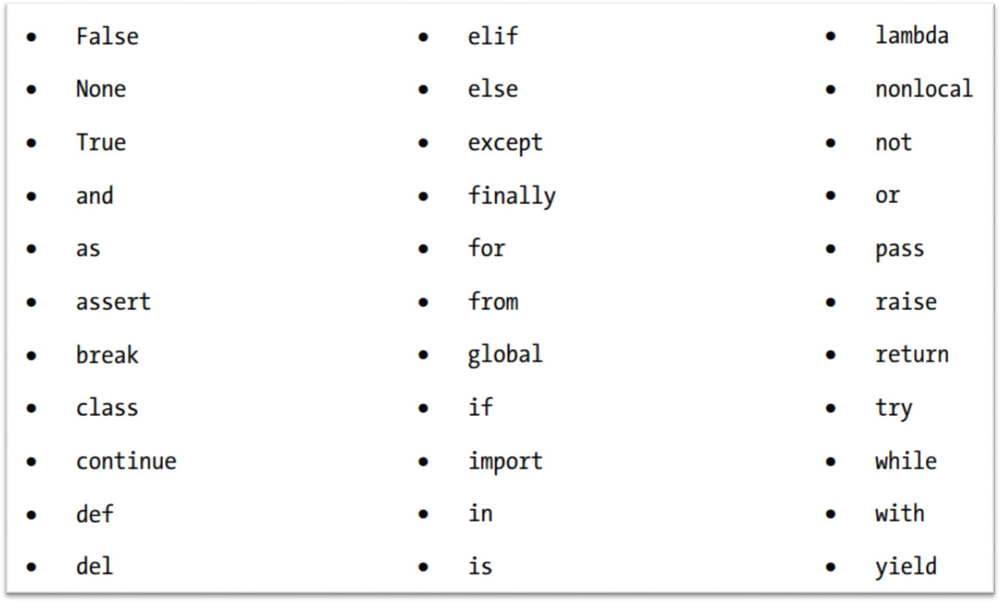 • False
• None
• True
• and
• as
• assert
• break
• class
• continue
• def
• del
• elif
• else
• except
• finally
• for
• from
• global
• if
• import
• in
• is
• lambda
• nonlocal
• not
• or
• pass
• raise
• return
• try
• while
• with
• yield